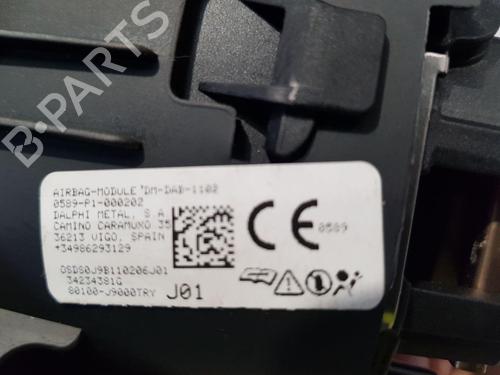 B-PARTS
AIRBAG-MODULE DM-DAB-1102
0589-P1-000202
DALPHI METAL, S.A.
CAMINO CARAMUXO 35
36213 VIGO, SPAIN
+34986293129
CE 0589
OSDS0J9B110206J01
34234381G
80100-J9000TRY J01